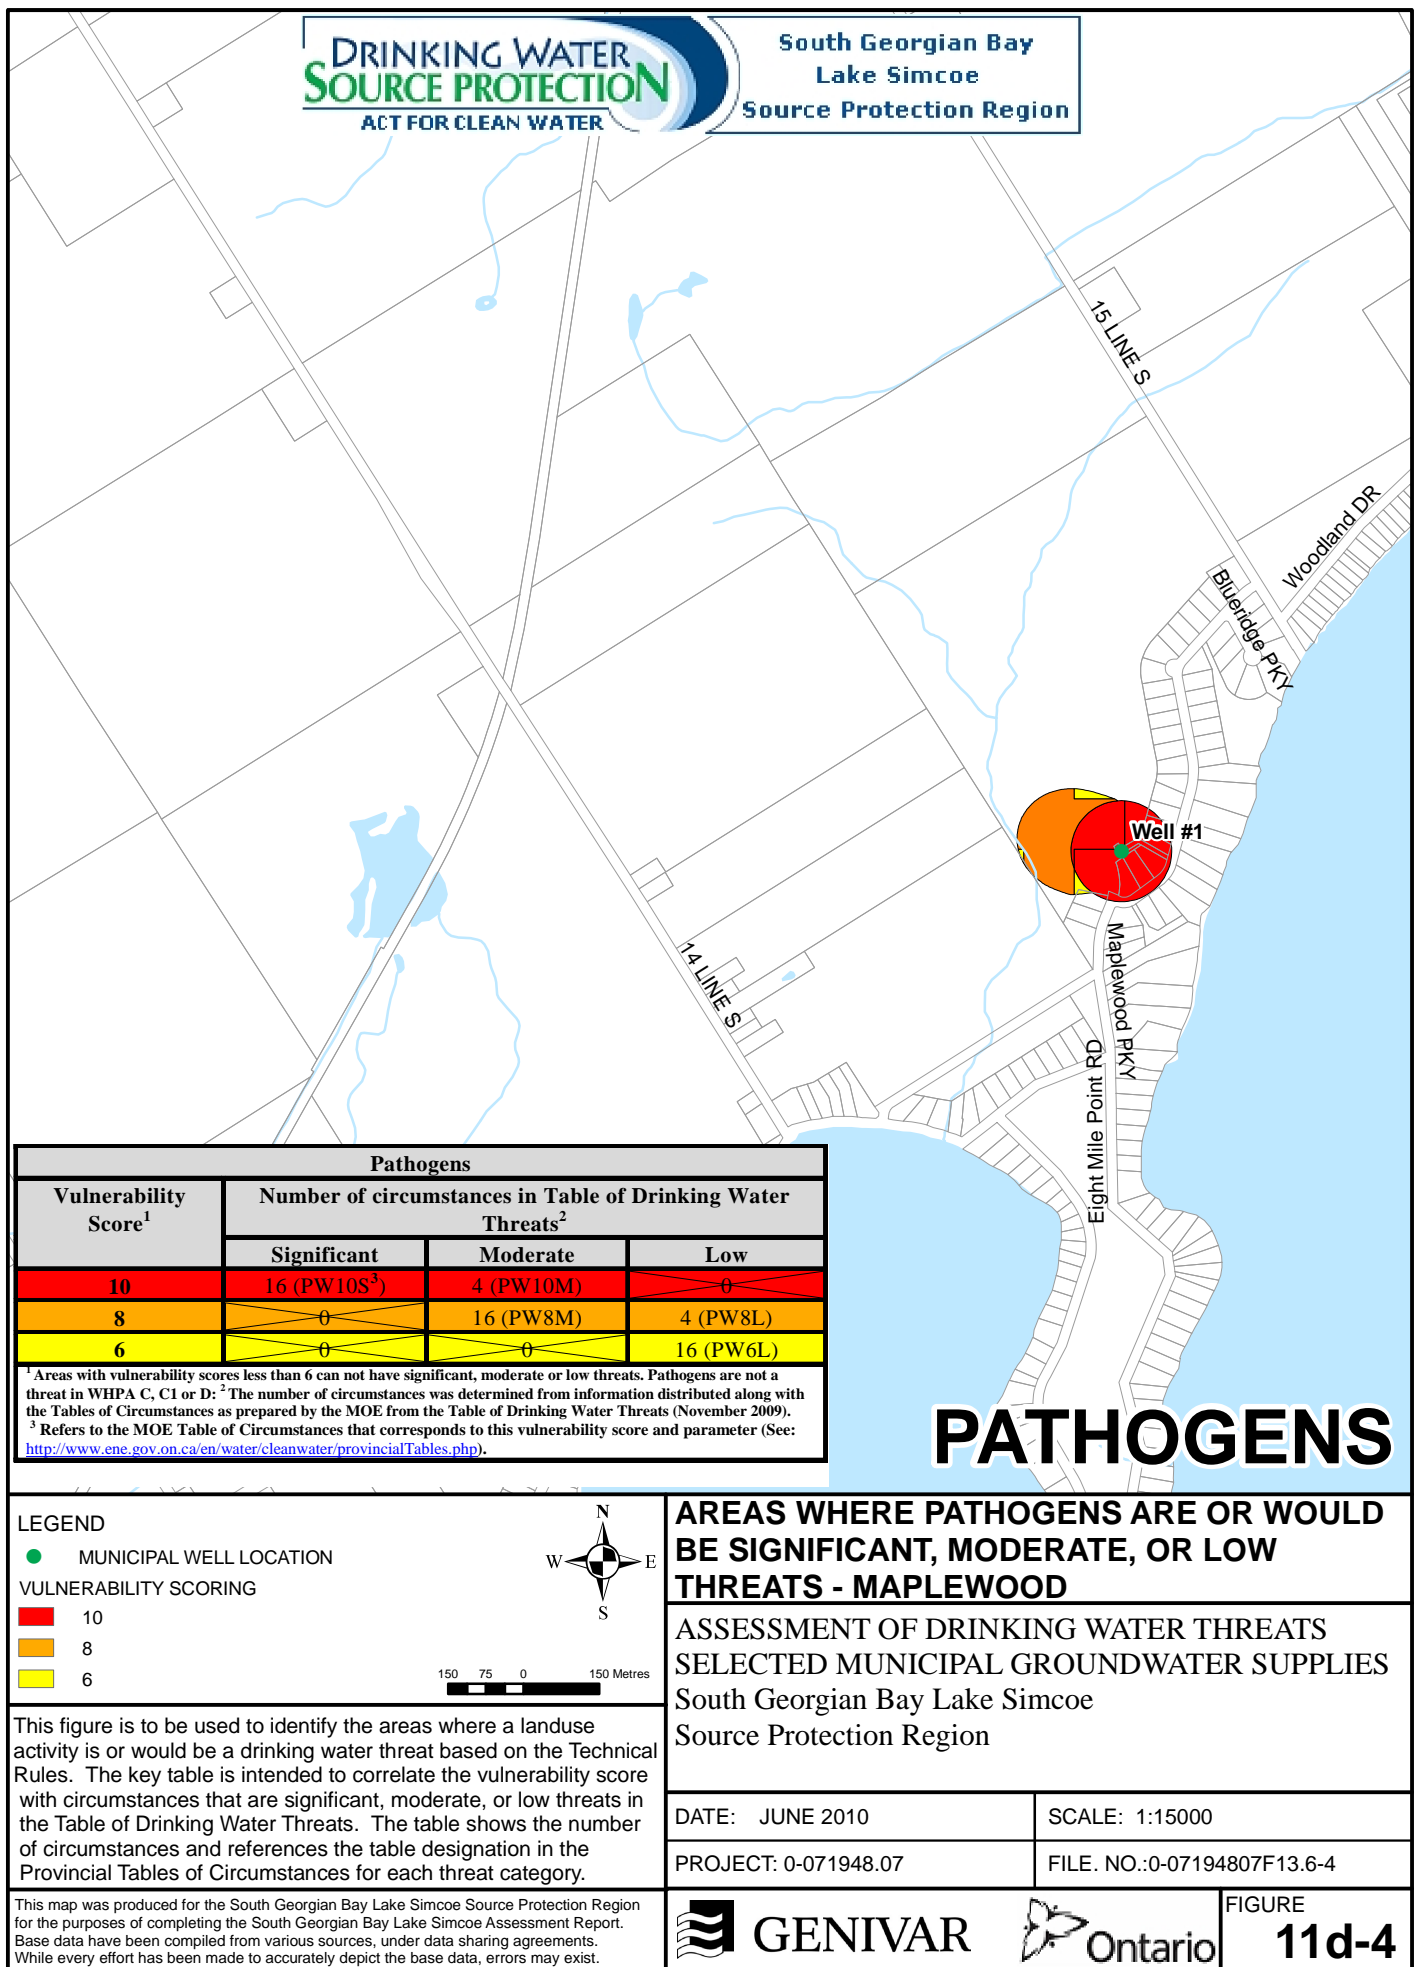 DRINKING WATER
SOURCE PROTECTION
ACT FOR CLEAN WATER
South Georgian Bay
Lake Simcoe
Source Protection Region
15 LINE S
Woodland DR
Blueridge PKY
Well #1
Maplewood PKY
14 LINE S
Eight Mile Point RD
Pathogens
Vulnerability Score1
Number of circumstances in Table of Drinking Water
Threats2
Significant Moderate Low
10 16 (PW10S3) 4 (PW10M) 0
8 0 16 (PW8M) 4 (PW8L)
6 0 0 16 (PW6L)
1 Areas with vulnerability scores less than 6 can not have significant, moderate or low threats. Pathogens are not a
threat in WHPA C, C1 or D: 2 The number of circumstances was determined from information distributed along with
the Tables of Circumstances as prepared by the MOE from the Table of Drinking Water Threats (November 2009).
3 Refers to the MOE Table of Circumstances that corresponds to this vulnerability score and parameter (See:
http://www.ene.gov.on.ca/en/water/cleanwater/provincialTables.php).
PATHOGENS
LEGEND
MUNICIPAL WELL LOCATION
VULNERABILITY SCORING
10
8
6
N
W E
S
150 75 0 150 Metres
This figure is to be used to identify the areas where a landuse
activity is or would be a drinking water threat based on the Technical
Rules. The key table is intended to correlate the vulnerability score
with circumstances that are significant, moderate, or low threats in
the Table of Drinking Water Threats. The table shows the number
of circumstances and references the table designation in the
Provincial Tables of Circumstances for each threat category.
This map was produced for the South Georgian Bay Lake Simcoe Source Protection Region
for the purposes of completing the South Georgian Bay Lake Simcoe Assessment Report.
Base data have been compiled from various sources, under data sharing agreements.
While every effort has been made to accurately depict the base data, errors may exist.
AREAS WHERE PATHOGENS ARE OR WOULD
BE SIGNIFICANT, MODERATE, OR LOW
THREATS - MAPLEWOOD
ASSESSMENT OF DRINKING WATER THREATS
SELECTED MUNICIPAL GROUNDWATER SUPPLIES
South Georgian Bay Lake Simcoe
Source Protection Region
DATE: JUNE 2010
SCALE: 1:15000
PROJECT: 0-071948.07
FILE. NO.:0-07194807F13.6-4
GENIVAR
Ontario
FIGURE
11d-4